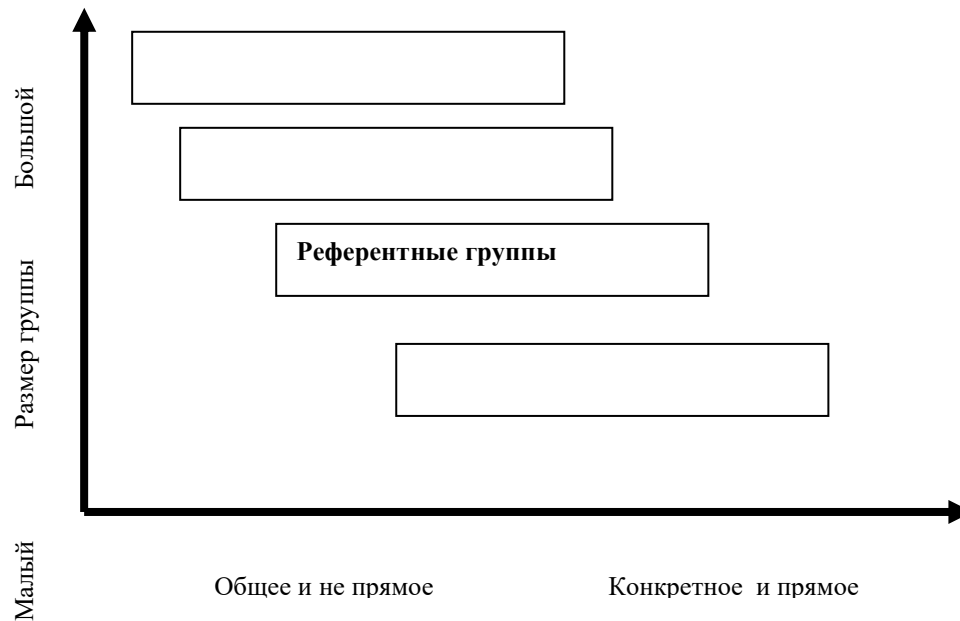 Большой
Референтные группы
Размер группы
Малый
Общее и не прямое
Конкретное и прямое